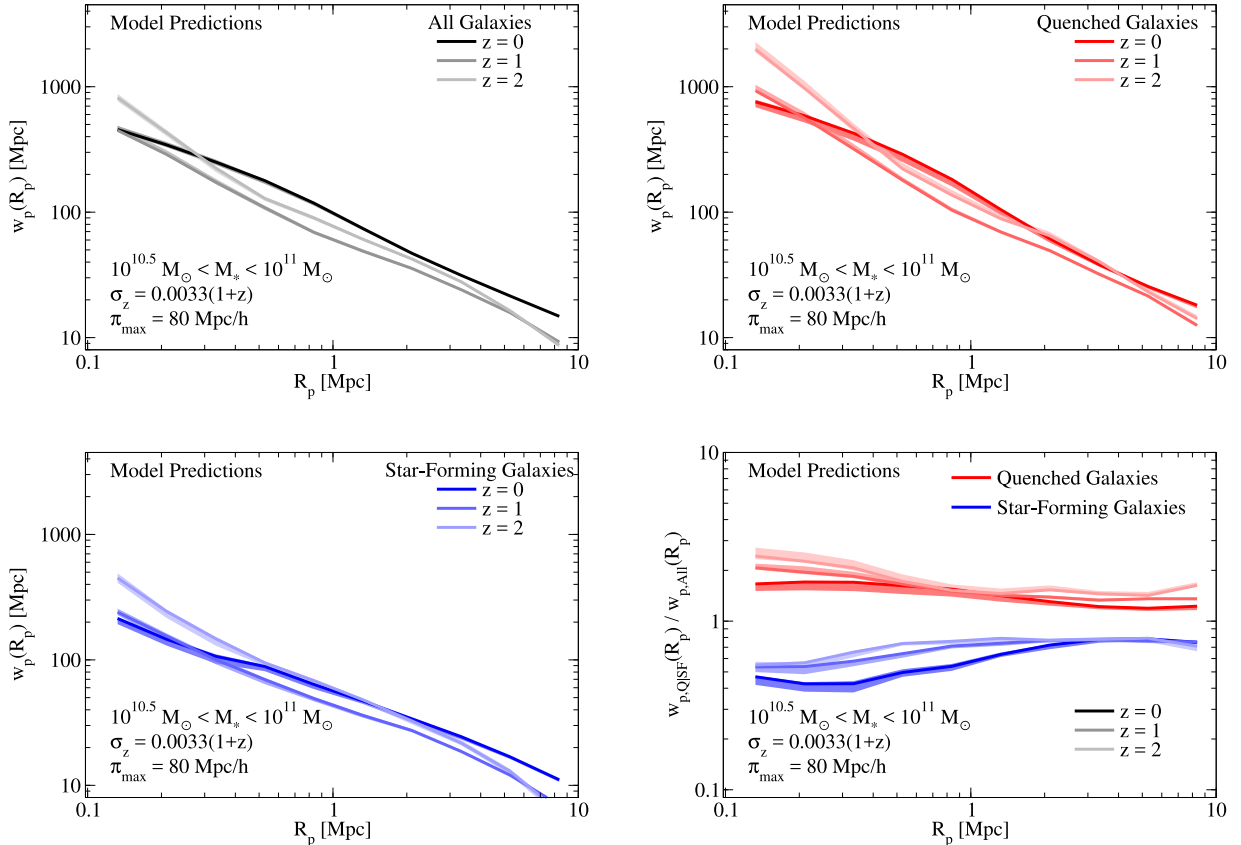 Model Predictions
All Galaxies
z = 0
z = 1
z = 2
1000
100
10
w_p(R_p) [Mpc]
10^10.5 M_⊙ < M_* < 10^11 M_⊙
σ_z = 0.0033(1+z)
π_max = 80 Mpc/h
0.1 1 10
R_p [Mpc]
Model Predictions
Quenched Galaxies
z = 0
z = 1
z = 2
1000
100
10
w_p(R_p) [Mpc]
10^10.5 M_⊙ < M_* < 10^11 M_⊙
σ_z = 0.0033(1+z)
π_max = 80 Mpc/h
0.1 1 10
R_p [Mpc]
Model Predictions
Star-Forming Galaxies
z = 0
z = 1
z = 2
1000
100
10
w_p(R_p) [Mpc]
10^10.5 M_⊙ < M_* < 10^11 M_⊙
σ_z = 0.0033(1+z)
π_max = 80 Mpc/h
0.1 1 10
R_p [Mpc]
Model Predictions
Quenched Galaxies
Star-Forming Galaxies
10
1
0.1
w_p,Q|SF(R_p) / w_p,All(R_p)
10^10.5 M_⊙ < M_* < 10^11 M_⊙
σ_z = 0.0033(1+z)
π_max = 80 Mpc/h
z = 0
z = 1
z = 2
0.1 1 10
R_p [Mpc]